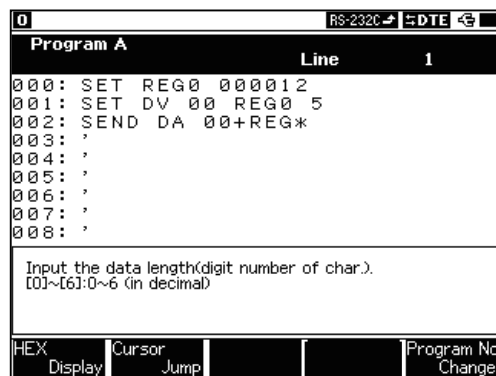 0 RS-232C DTE
Program A
Line 1
000: SET REG0 000012
001: SET DV 00 REG0 5
002: SEND DA 00+REG*
003: '
004: '
005: '
006: '
007: '
008: '
Input the data length(digit number of char.).
[0]~[6]:0~6 (in decimal)
HEX Cursor Program No
Display Jump Change